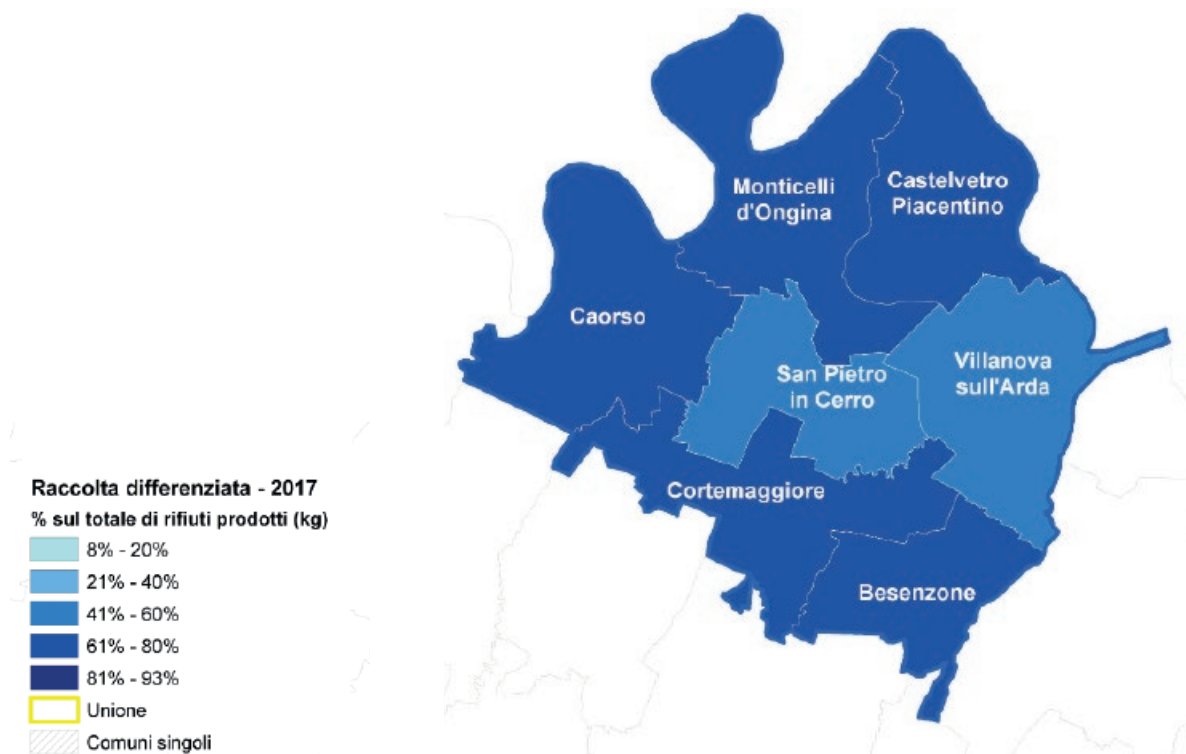 Monticelli
d'Ongina
Castelvetro
Piacentino
Caorso
San Pietro
in Cerro
Villanova
sull'Arda
Cortemaggiore
Besenzone
Raccolta differenziata - 2017
% sul totale di rifiuti prodotti (kg)
8% - 20%
21% - 40%
41% - 60%
61% - 80%
81% - 93%
Unione
Comuni singoli